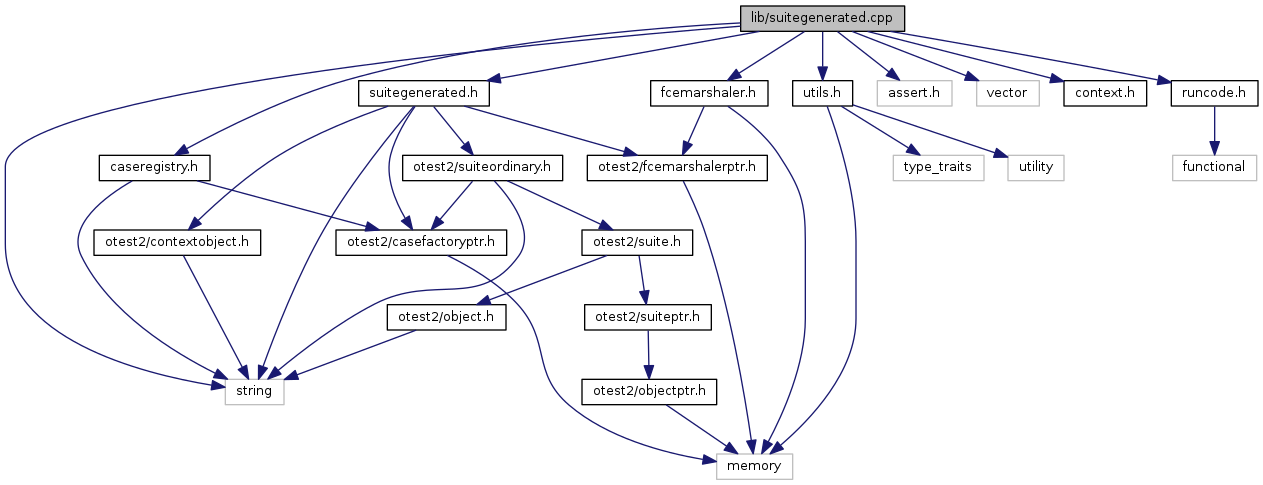 lib/suitegenerated.cpp
suitegenerated.h
fcemarshaler.h
utils.h
assert.h
vector
context.h
runcode.h
caseregistry.h
otest2/suiteordinary.h
otest2/fcemarshalerptr.h
type_traits
utility
functional
otest2/contextobject.h
otest2/casefactoryptr.h
otest2/suite.h
otest2/object.h
otest2/suiteptr.h
string
otest2/objectptr.h
memory